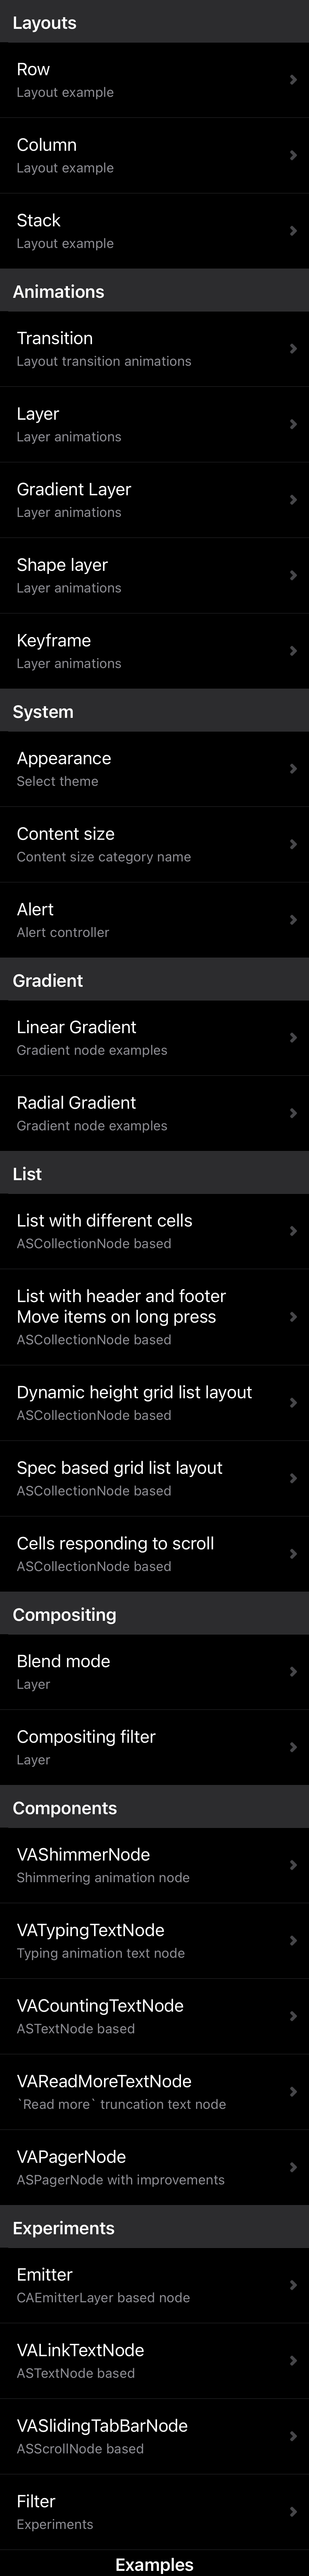 Layouts
Row
Layout example
Column
Layout example
Stack
Layout example
Animations
Transition
Layout transition animations
Layer
Layer animations
Gradient Layer
Layer animations
Shape layer
Layer animations
Keyframe
Layer animations
System
Appearance
Select theme
Content size
Content size category name
Alert
Alert controller
Gradient
Linear Gradient
Gradient node examples
Radial Gradient
Gradient node examples
List
List with different cells
ASCollectionNode based
List with header and footer
Move items on long press
ASCollectionNode based
Dynamic height grid list layout
ASCollectionNode based
Spec based grid list layout
ASCollectionNode based
Cells responding to scroll
ASCollectionNode based
Compositing
Blend mode
Layer
Compositing filter
Layer
Components
VAShimmerNode
Shimmering animation node
VATypingTextNode
Typing animation text node
VACountingTextNode
ASTextNode based
VAReadMoreTextNode
`Read more` truncation text node
VAPagerNode
ASPagerNode with improvements
Experiments
Emitter
CAEmitterLayer based node
VALinkTextNode
ASTextNode based
VASlidingTabBarNode
ASScrollNode based
Filter
Experiments
Examples